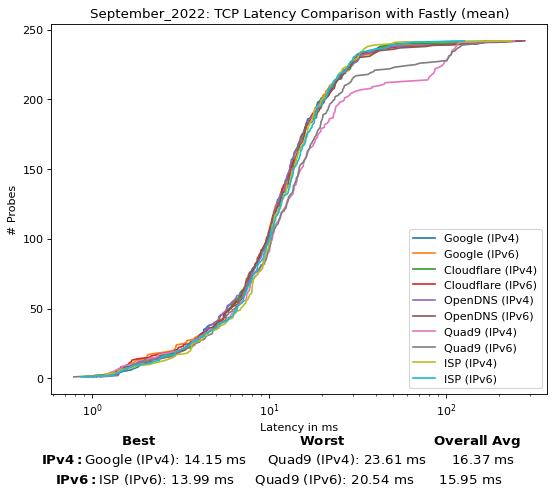 September_2022: TCP Latency Comparison with Fastly (mean)
250
200
150
100
50
0
# Probes
10⁰ 10¹ 10²
Latency in ms
Google (IPv4)
Google (IPv6)
Cloudflare (IPv4)
Cloudflare (IPv6)
OpenDNS (IPv4)
OpenDNS (IPv6)
Quad9 (IPv4)
Quad9 (IPv6)
ISP (IPv4)
ISP (IPv6)
Best Worst Overall Avg
IPv4: Google (IPv4): 14.15 ms Quad9 (IPv4): 23.61 ms 16.37 ms
IPv6: ISP (IPv6): 13.99 ms Quad9 (IPv6): 20.54 ms 15.95 ms